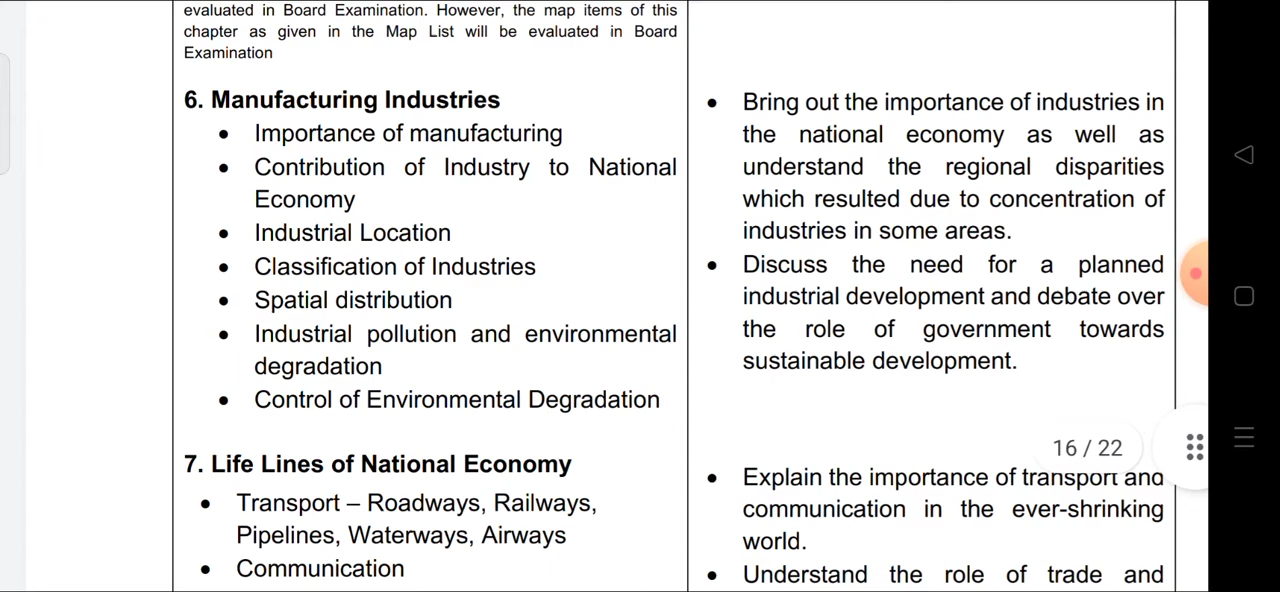 evaluated in Board Examination. However, the map items of this
chapter as given in the Map List will be evaluated in Board
Examination
6. Manufacturing Industries
• Importance of manufacturing
• Contribution of Industry to National
Economy
• Industrial Location
• Classification of Industries
• Spatial distribution
• Industrial pollution and environmental
degradation
• Control of Environmental Degradation
7. Life Lines of National Economy
• Transport – Roadways, Railways,
Pipelines, Waterways, Airways
• Communication
• Bring out the importance of industries in
the national economy as well as
understand the regional disparities
which resulted due to concentration of
industries in some areas.
• Discuss the need for a planned
industrial development and debate over
the role of government towards
sustainable development.
16 / 22
• Explain the importance of transport and
communication in the ever-shrinking
world.
• Understand the role of trade and